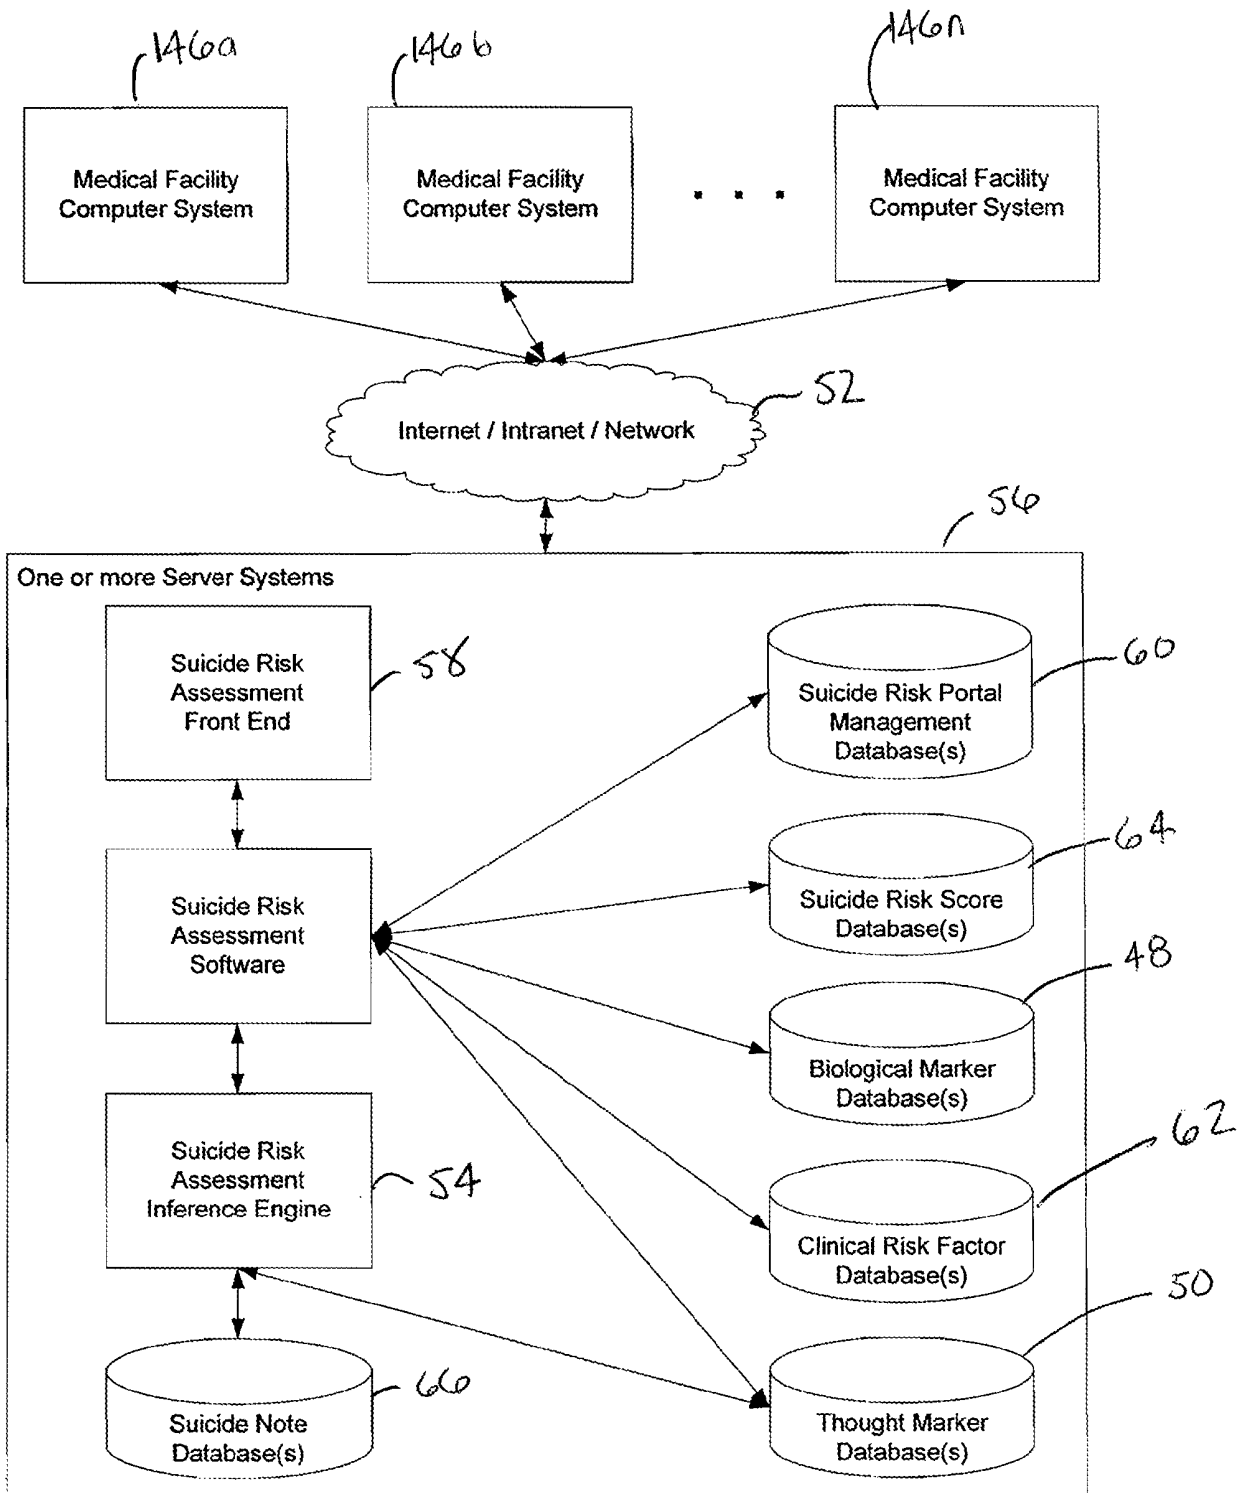 146a
146b
146n
Medical Facility
Computer System
Medical Facility
Computer System
. . .
Medical Facility
Computer System
52
Internet / Intranet / Network
56
One or more Server Systems
Suicide Risk
Assessment
Front End
58
Suicide Risk Portal
Management
Database(s)
60
Suicide Risk Score
Database(s)
64
Suicide Risk
Assessment
Software
Biological Marker
Database(s)
48
Suicide Risk
Assessment
Inference Engine
54
Clinical Risk Factor
Database(s)
62
Suicide Note
Database(s)
66
Thought Marker
Database(s)
50